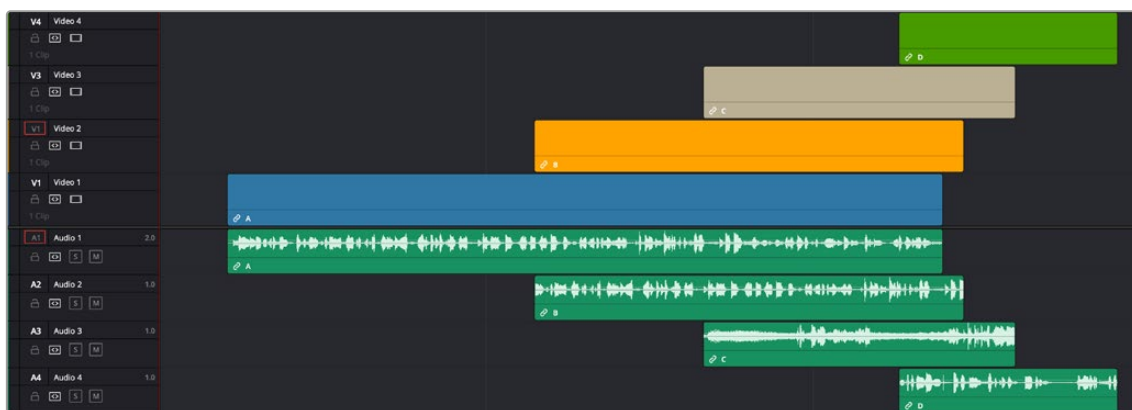 V4 Video 4
1 Clip
D
V3 Video 3
1 Clip
C
V1 Video 2
1 Clip
B
V1 Video 1
1 Clip
A
A1 Audio 1 2.0
S M
A
A2 Audio 2 1.0
S M
B
A3 Audio 3 1.0
S M
C
A4 Audio 4 1.0
S M
D